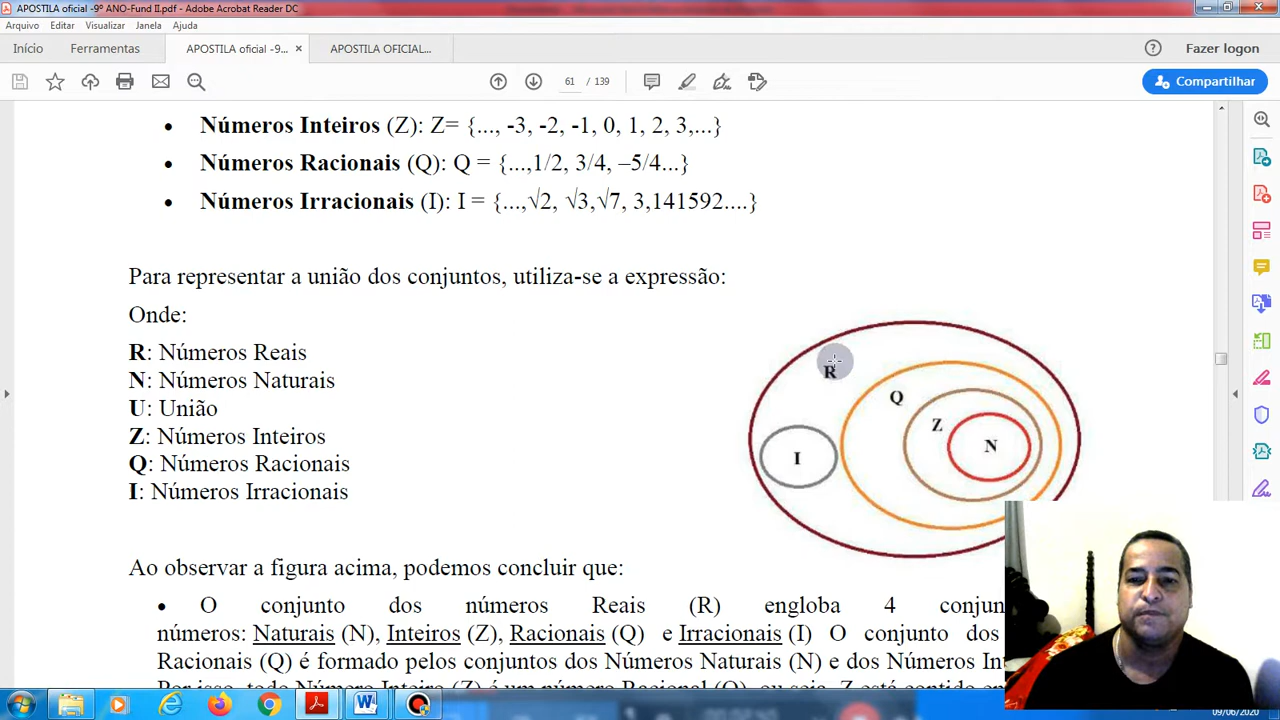 APOSTILA oficial -9º ANO-Fund II.pdf - Adobe Acrobat Reader DC
Arquivo Editar Visualizar Janela Ajuda
Início Ferramentas APOSTILA oficial -9... × APOSTILA OFICIAL... Fazer logon
61 / 139 Compartilhar
• Números Inteiros (Z): Z= {..., -3, -2, -1, 0, 1, 2, 3,...}
• Números Racionais (Q): Q = {...,1/2, 3/4, –5/4...}
• Números Irracionais (I): I = {...,√2, √3,√7, 3,141592....}
Para representar a união dos conjuntos, utiliza-se a expressão:
Onde:
R: Números Reais
N: Números Naturais
U: União
Z: Números Inteiros
Q: Números Racionais
I: Números Irracionais
R
Q
Z
N
I
Ao observar a figura acima, podemos concluir que:
• O conjunto dos números Reais (R) engloba 4
números: Naturais (N), Inteiros (Z), Racionais (Q) e Irracionais (I) O conjunto dos
Racionais (Q) é formado pelos conjuntos dos Números Naturais (N) e dos Números
09/06/2020